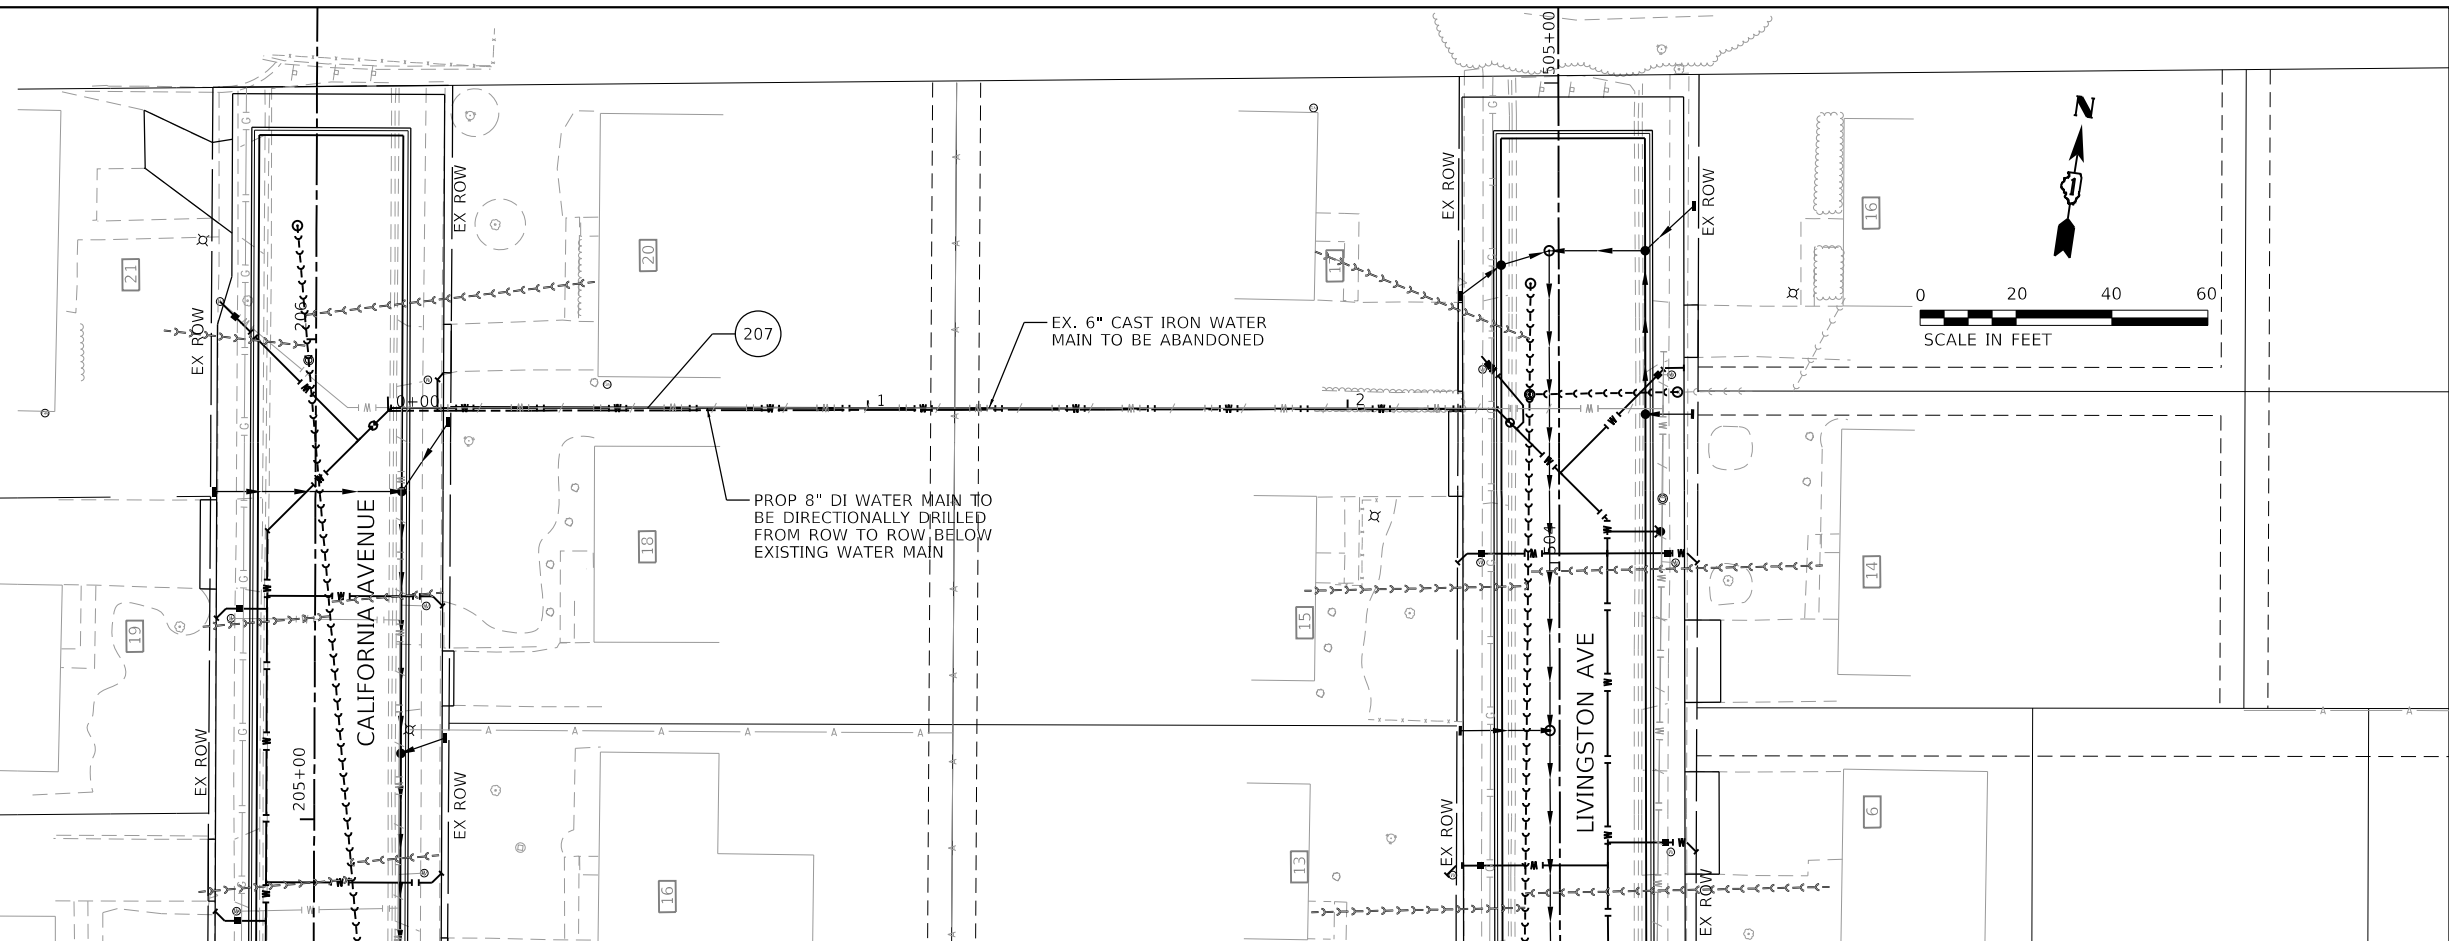 505+00
N
EX ROW
EX ROW
EX ROW
EX ROW
16
20
17
21
0 20 40 60
SCALE IN FEET
206
EX ROW
207
EX. 6" CAST IRON WATER
MAIN TO BE ABANDONED
0+00
1
2
PROP 8" DI WATER MAIN TO
BE DIRECTIONALLY DRILLED
FROM ROW TO ROW BELOW
EXISTING WATER MAIN
CALIFORNIA AVENUE
18
504
14
19
15
LIVINGSTON AVE
205+00
EX ROW
EX ROW
EX ROW
6
16
13
EX ROW